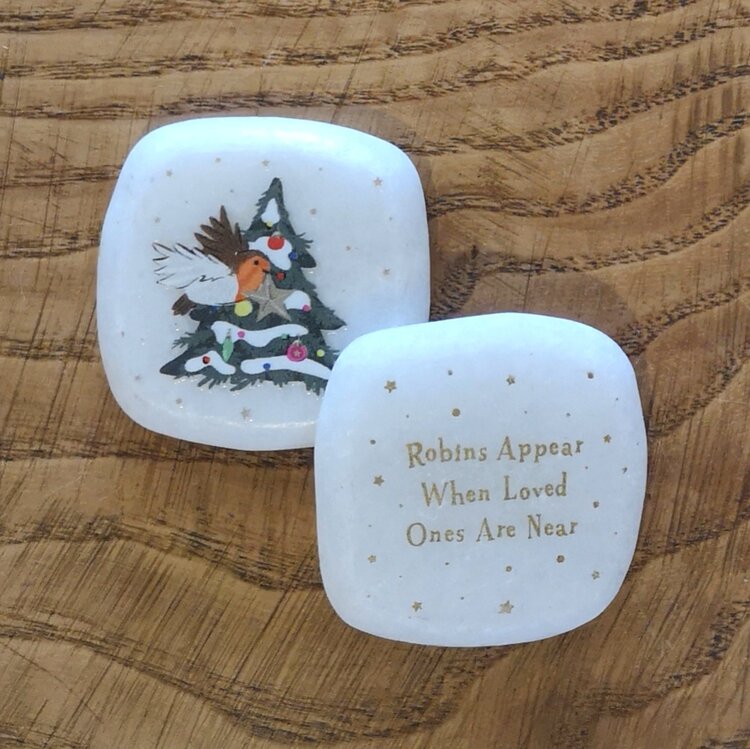 Robins Appear
When Loved
Ones Are Near